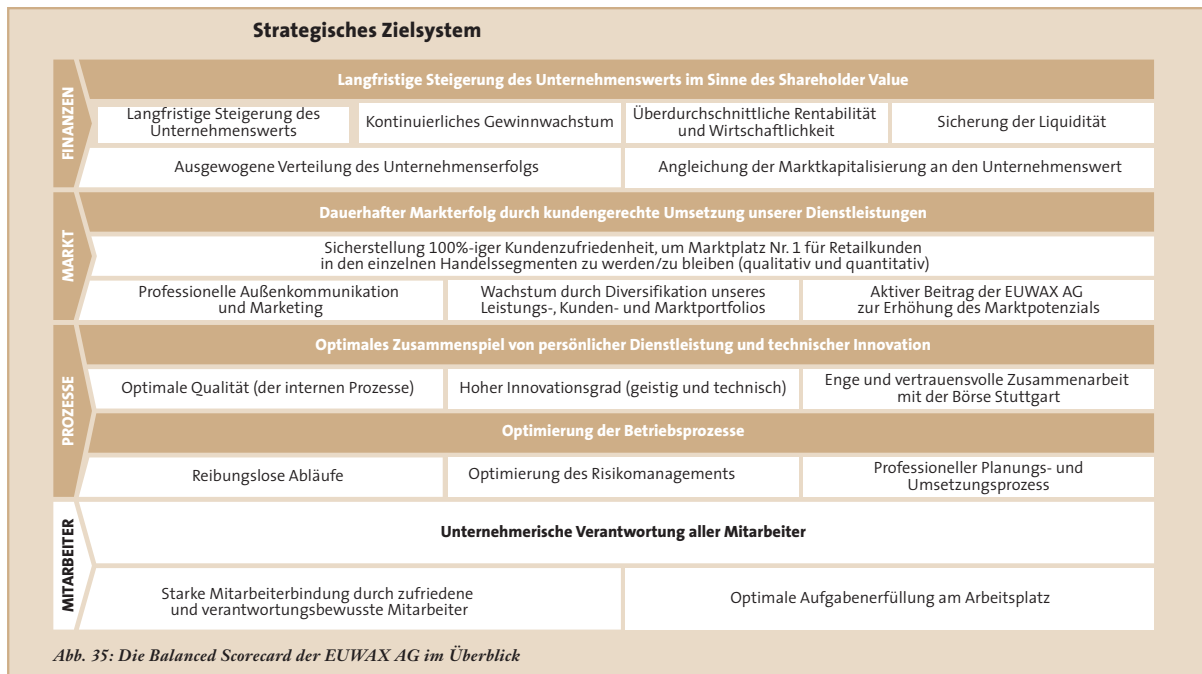 Strategisches Zielsystem
FINANZEN
Langfristige Steigerung des Unternehmenswerts im Sinne des Shareholder Value
Langfristige Steigerung des
Unternehmenswerts
Kontinuierliches Gewinnwachstum
Überdurchschnittliche Rentabilität
und Wirtschaftlichkeit
Sicherung der Liquidität
Ausgewogene Verteilung des Unternehmenserfolgs
Angleichung der Marktkapitalisierung an den Unternehmenswert
MARKT
Dauerhafter Markterfolg durch kundengerechte Umsetzung unserer Dienstleistungen
Sicherstellung 100%-iger Kundenzufriedenheit, um Marktplatz Nr. 1 für Retailkunden
in den einzelnen Handelssegmenten zu werden/zu bleiben (qualitativ und quantitativ)
Professionelle Außenkommunikation
und Marketing
Wachstum durch Diversifikation unseres
Leistungs-, Kunden- und Marktportfolios
Aktiver Beitrag der EUWAX AG
zur Erhöhung des Marktpotenzials
PROZESSE
Optimales Zusammenspiel von persönlicher Dienstleistung und technischer Innovation
Optimale Qualität (der internen Prozesse)
Hoher Innovationsgrad (geistig und technisch)
Enge und vertrauensvolle Zusammenarbeit
mit der Börse Stuttgart
Optimierung der Betriebsprozesse
Reibungslose Abläufe
Optimierung des Risikomanagements
Professioneller Planungs- und
Umsetzungsprozess
MITARBEITER
Unternehmerische Verantwortung aller Mitarbeiter
Starke Mitarbeiterbindung durch zufriedene
und verantwortungsbewusste Mitarbeiter
Optimale Aufgabenerfüllung am Arbeitsplatz
Abb. 35: Die Balanced Scorecard der EUWAX AG im Überblick